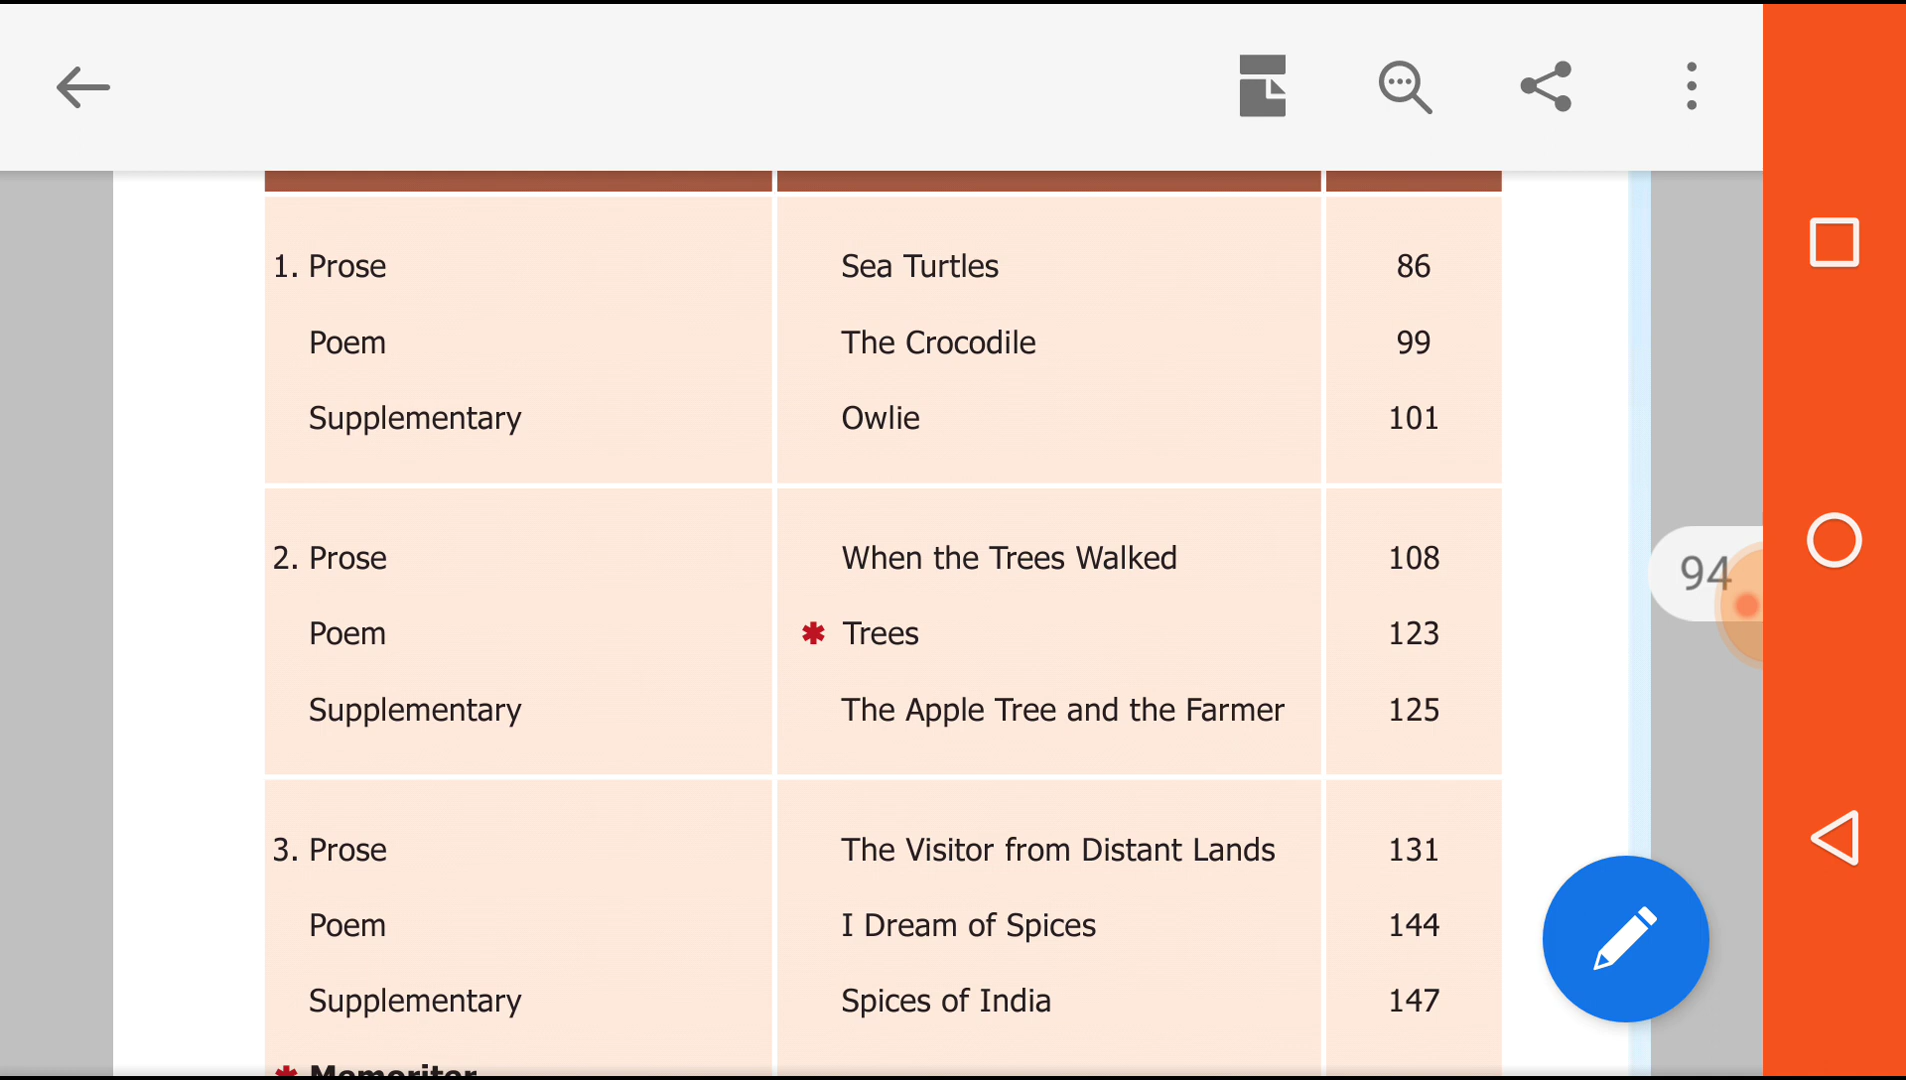 1. Prose Sea Turtles 86
Poem The Crocodile 99
Supplementary Owlie 101
2. Prose When the Trees Walked 108
94
Poem * Trees 123
Supplementary The Apple Tree and the Farmer 125
3. Prose The Visitor from Distant Lands 131
Poem I Dream of Spices 144
Supplementary Spices of India 147
* Memoriter